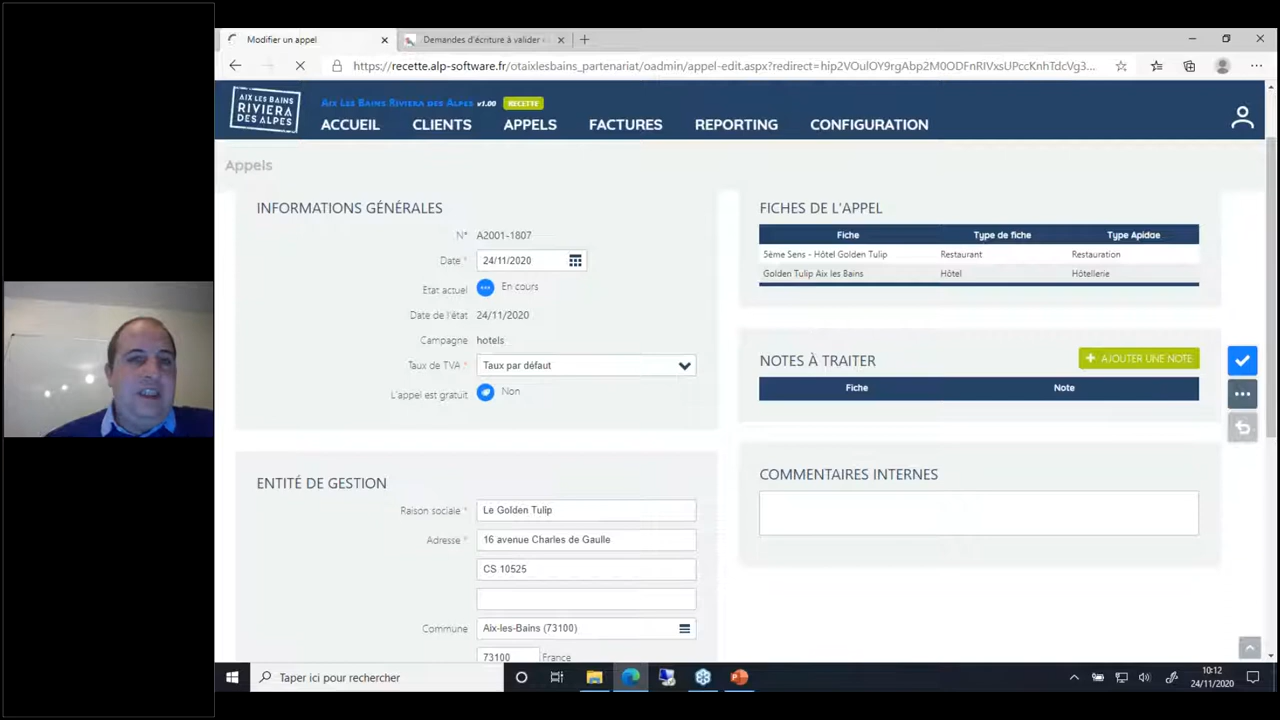 Modifier un appel
Demandes d'écriture à valider
https://recette.alp-software.fr/otaixlesbains_partenariat/oadmin/appel-edit.aspx?redirect=hip2VOulOY9rgAbp2M0ODFnRIVxsUPccKnhTdcVg3...
AIX LES BAINS
RIVIERA
DES ALPES
Aix Les Bains Riviera des Alpes v1.00 RECETTE
ACCUEIL CLIENTS APPELS FACTURES REPORTING CONFIGURATION
Appels
INFORMATIONS GÉNÉRALES
N° A2001-1807
Date * 24/11/2020
Etat actuel En cours
Date de l'état 24/11/2020
Campagne hotels
Taux de TVA * Taux par défaut
L'appel est gratuit Non
ENTITÉ DE GESTION
Raison sociale * Le Golden Tulip
Adresse * 16 avenue Charles de Gaulle
CS 10525
Commune Aix-les-Bains (73100)
73100 France
FICHES DE L'APPEL
Fiche Type de fiche Type Apidae
5ème Sens - Hôtel Golden Tulip Restaurant Restauration
Golden Tulip Aix les Bains Hôtel Hôtellerie
NOTES À TRAITER + AJOUTER UNE NOTE
Fiche Note
COMMENTAIRES INTERNES
Taper ici pour rechercher
10:12
24/11/2020